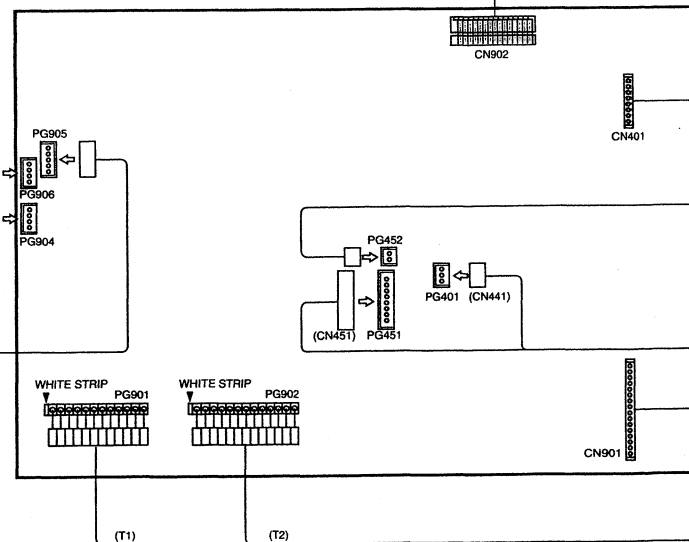 CN902
CN401
PG905
PG906
PG904
PG452
PG401 (CN441)
(CN451) PG451
WHITE STRIP PG901
WHITE STRIP PG902
CN901
(T1) (T2)